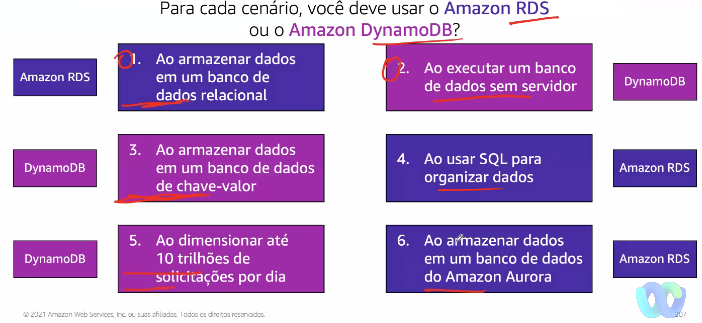 Para cada cenário, você deve usar o Amazon RDS
ou o Amazon DynamoDB?
Amazon RDS
1. Ao armazenar dados
em um banco de
dados relacional
2. Ao executar um banco
de dados sem servidor
DynamoDB
DynamoDB
3. Ao armazenar dados
em um banco de dados
de chave-valor
4. Ao usar SQL para
organizar dados
Amazon RDS
DynamoDB
5. Ao dimensionar até
10 trilhões de
solicitações por dia
6. Ao armazenar dados
em um banco de dados
do Amazon Aurora
Amazon RDS
© 2021 Amazon Web Services, Inc. ou suas afiliadas. Todos os direitos reservados.
207